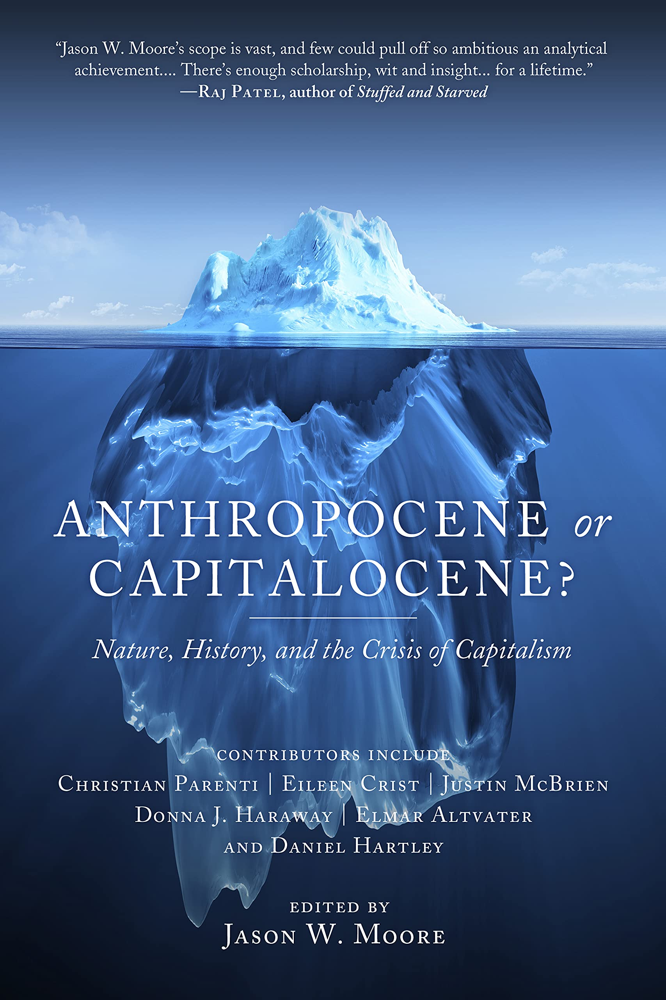 “Jason W. Moore’s scope is vast, and few could pull off so ambitious an analytical
achievement.... There’s enough scholarship, wit and insight... for a lifetime.”
—Raj Patel, author of Stuffed and Starved
ANTHROPOCENE or
CAPITALOCENE?
Nature, History, and the Crisis of Capitalism
CONTRIBUTORS INCLUDE
Christian Parenti | Eileen Crist | Justin McBrien
Donna J. Haraway | Elmar Altvater
and Daniel Hartley
EDITED BY
Jason W. Moore